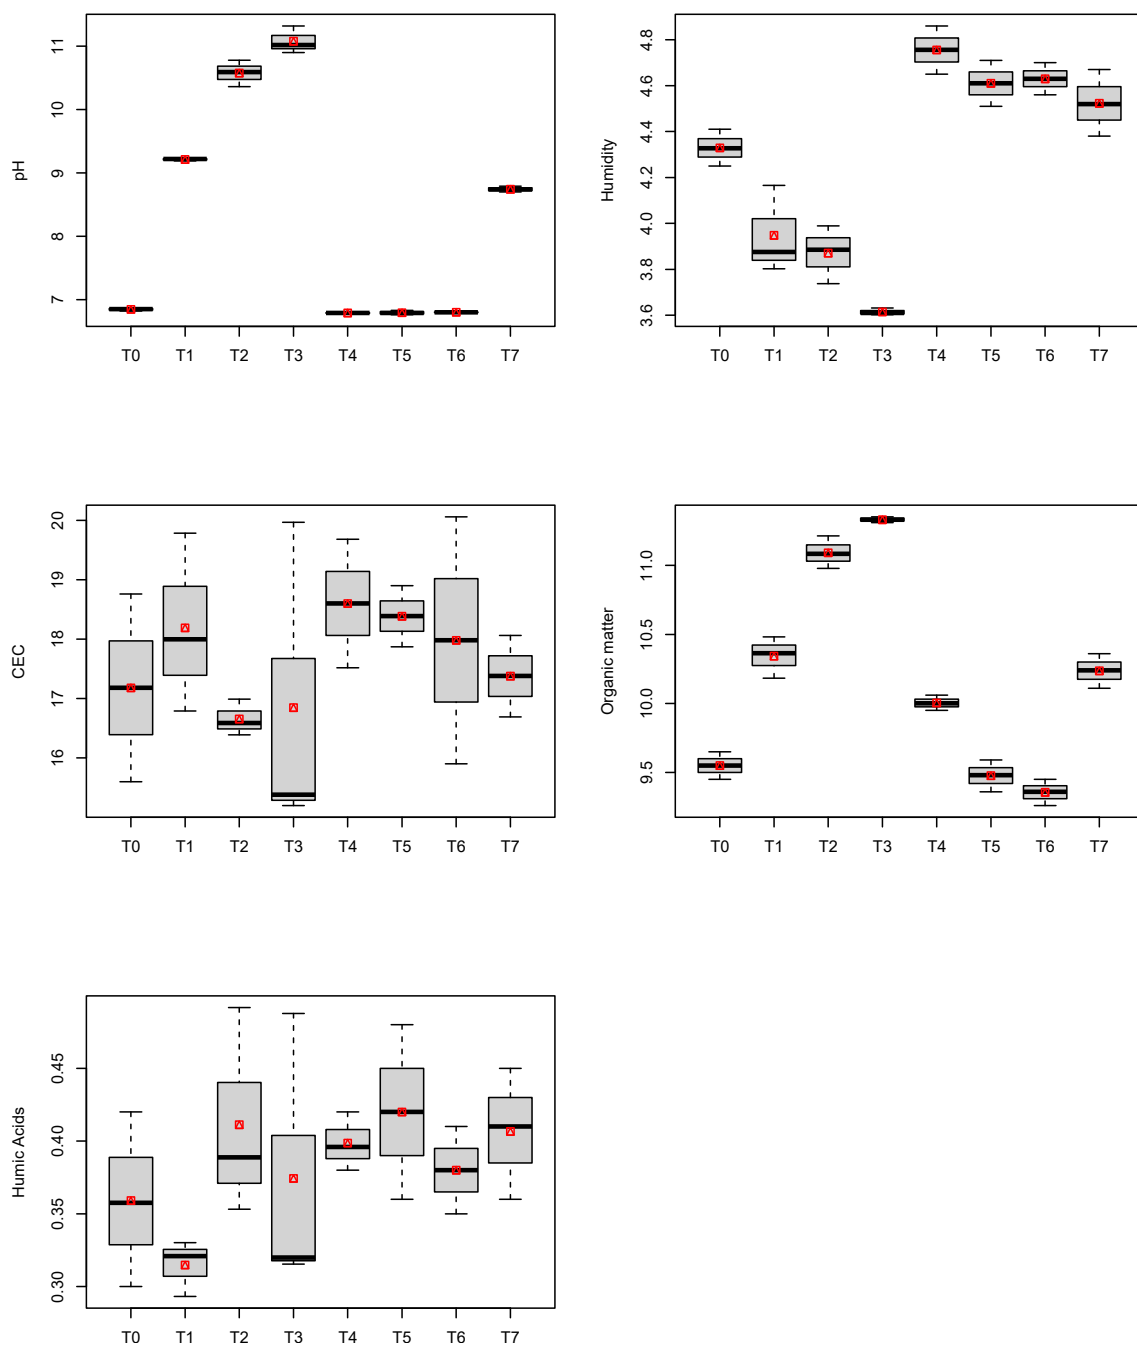 pH
11
10
9
8
7
T0 T1 T2 T3 T4 T5 T6 T7
Humidity
4.8
4.6
4.4
4.2
4.0
3.8
3.6
T0 T1 T2 T3 T4 T5 T6 T7
CEC
20
19
18
17
16
T0 T1 T2 T3 T4 T5 T6 T7
Organic matter
11.0
10.5
10.0
9.5
T0 T1 T2 T3 T4 T5 T6 T7
Humic Acids
0.45
0.40
0.35
0.30
T0 T1 T2 T3 T4 T5 T6 T7